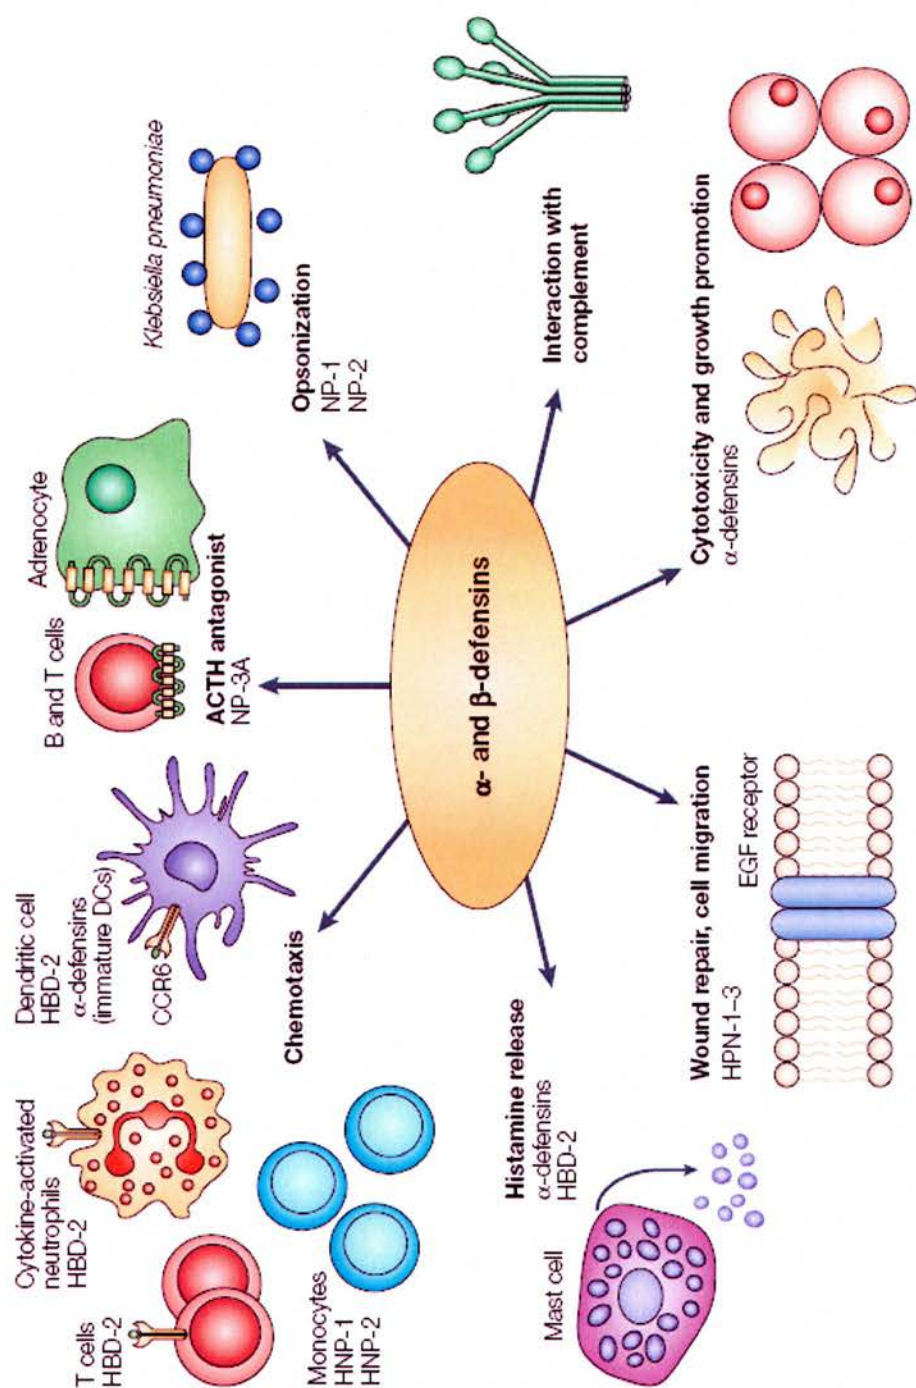 T cells
HBD-2
Cytokine-activated
neutrophils
HBD-2
Monocytes
HNP-1
HNP-2
Dendritic cell
HBD-2
α-defensins
(immature DCs)
CCR6
Chemotaxis
B and T cells
Adrenocyte
ACTH antagonist
NP-3A
Klebsiella pneumoniae
Opsonization
NP-1
NP-2
α- and β-defensins
Interaction with
complement
Histamine release
α-defensins
HBD-2
Mast cell
Wound repair, cell migration
HPN-1–3
EGF receptor
Cytotoxicity and growth promotion
α-defensins